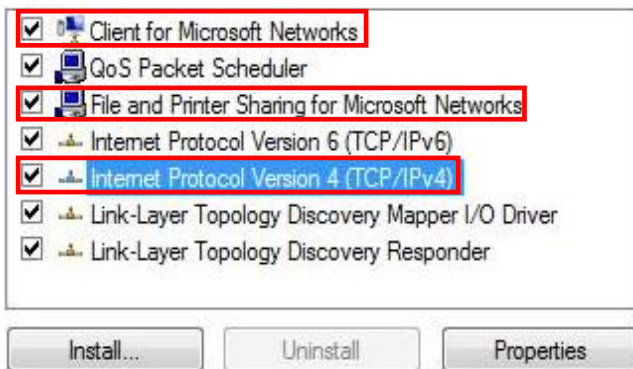 Client for Microsoft Networks
QoS Packet Scheduler
File and Printer Sharing for Microsoft Networks
Internet Protocol Version 6 (TCP/IPv6)
Internet Protocol Version 4 (TCP/IPv4)
Link-Layer Topology Discovery Mapper I/O Driver
Link-Layer Topology Discovery Responder
Install... Uninstall Properties